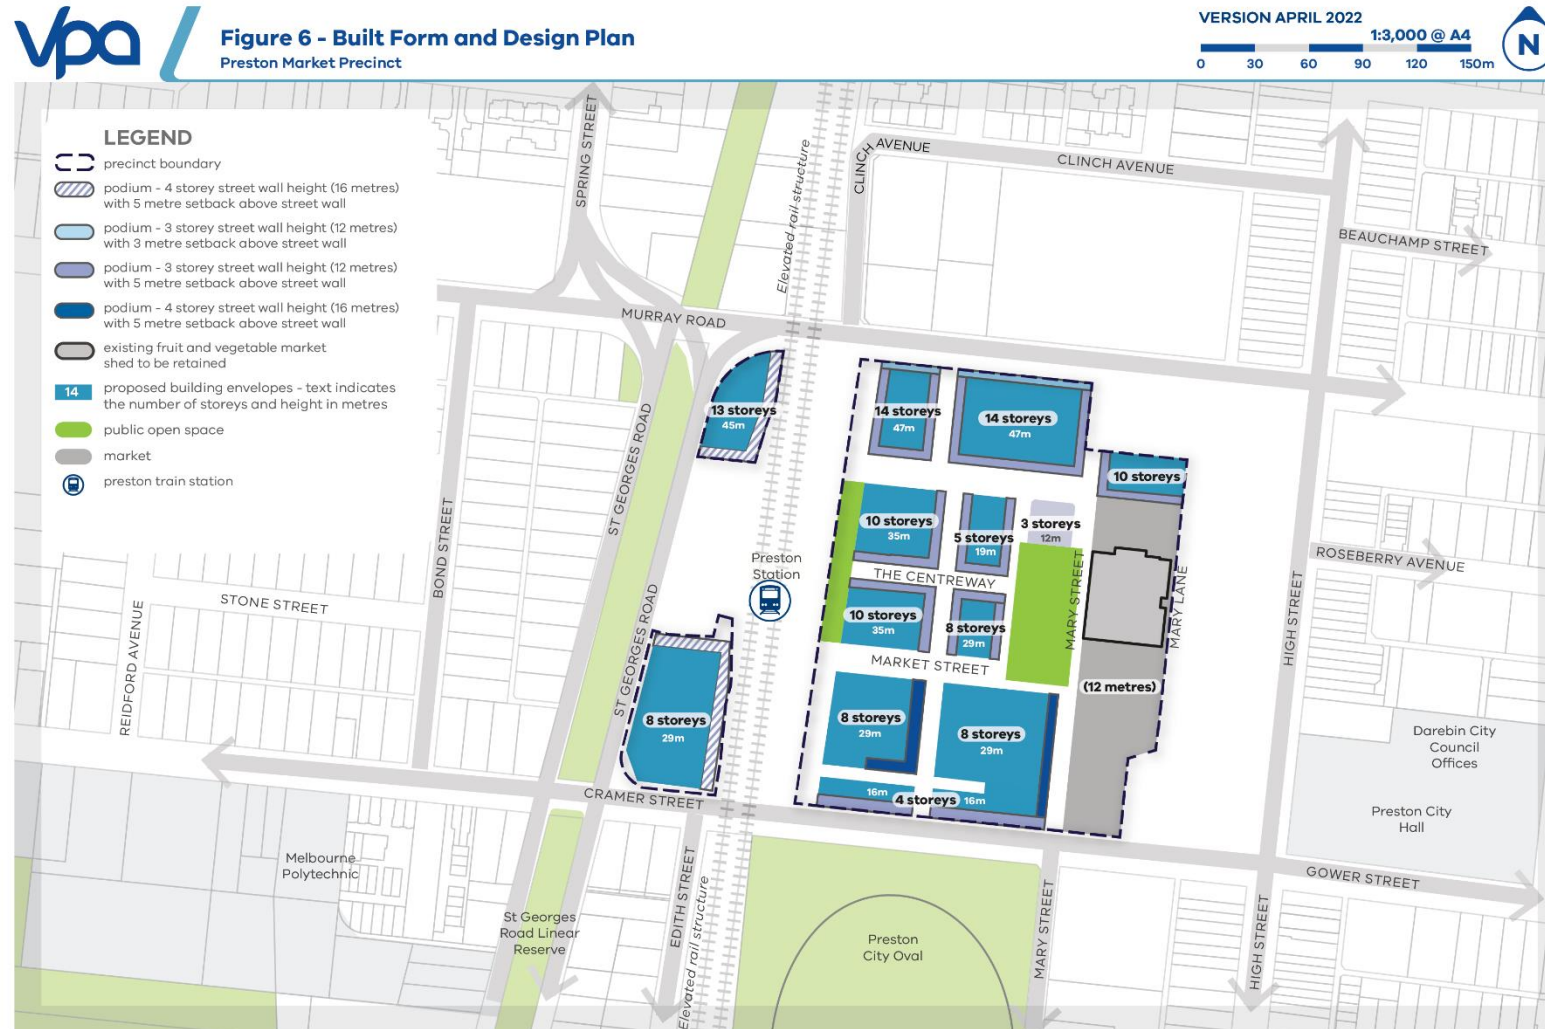 vpa
Figure 6 - Built Form and Design Plan
Preston Market Precinct
VERSION APRIL 2022
1:3,000 @ A4
0 30 60 90 120 150m
N
LEGEND
precinct boundary
podium - 4 storey street wall height (16 metres)
with 5 metre setback above street wall
podium - 3 storey street wall height (12 metres)
with 3 metre setback above street wall
podium - 3 storey street wall height (12 metres)
with 5 metre setback above street wall
podium - 4 storey street wall height (16 metres)
with 5 metre setback above street wall
existing fruit and vegetable market
shed to be retained
14
proposed building envelopes - text indicates
the number of storeys and height in metres
public open space
market
preston train station
SPRING STREET
Elevated rail structure
CLINCH AVENUE
CLINCH AVENUE
BEAUCHAMP STREET
MURRAY ROAD
13 storeys
45m
14 storeys
47m
14 storeys
47m
10 storeys
ST GEORGES ROAD
BOND STREET
10 storeys
35m
5 storeys
19m
3 storeys
12m
Preston
Station
THE CENTREWAY
ROSEBERRY AVENUE
STONE STREET
REIDFORD AVENUE
ST GEORGES ROAD
10 storeys
35m
8 storeys
29m
MARY STREET
MARY LANE
HIGH STREET
MARKET STREET
(12 metres)
8 storeys
29m
8 storeys
29m
8 storeys
29m
Darebin City
Council
Offices
16m
4 storeys
16m
CRAMER STREET
Preston City
Hall
Melbourne
Polytechnic
GOWER STREET
St Georges
Road Linear
Reserve
EDITH STREET
Elevated rail structure
Preston
City Oval
MARY STREET
HIGH STREET